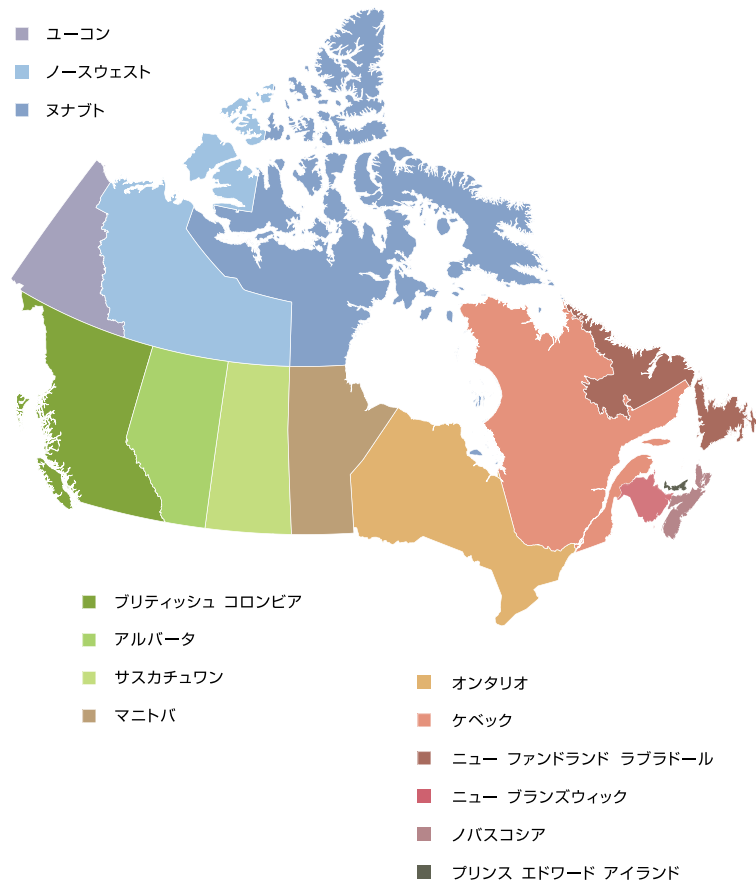 ユーコン
ノースウェスト
ヌナブト
ブリティッシュ コロンビア
アルバータ
サスカチュワン
マニトバ
オンタリオ
ケベック
ニュー ファンドランド ラブラドール
ニュー ブランズウィック
ノバスコシア
プリンス エドワード アイランド